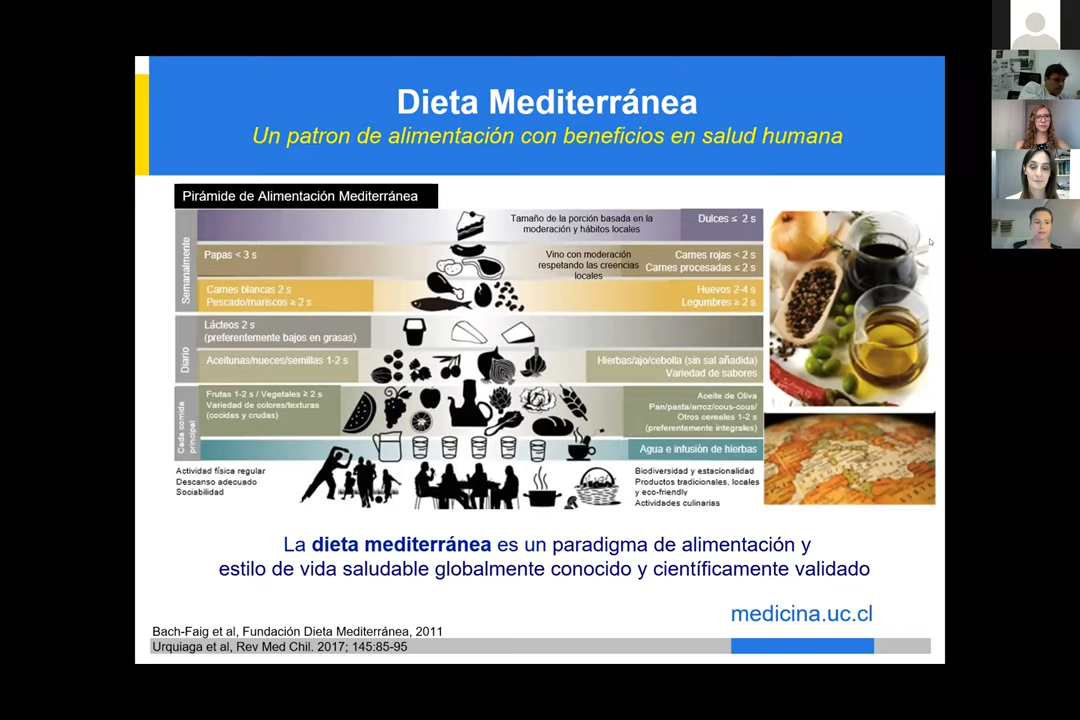 Dieta Mediterránea
Un patron de alimentación con beneficios en salud humana
Pirámide de Alimentación Mediterránea
Semanalmente
Tamaño de la porción basada en la
moderación y hábitos locales
Dulces ≤ 2 s
Papas < 3 s
Vino con moderación
respetando las creencias
locales
Carnes rojas < 2 s
Carnes procesadas ≤ 2 s
Carnes blancas 2 s
Pescado/mariscos ≥ 2 s
Huevos 2-4 s
Legumbres ≥ 2 s
Diario
Lácteos 2 s
(preferentemente bajos en grasas)
Aceitunas/nueces/semillas 1-2 s
Hierbas/ajo/cebolla (sin sal añadida)
Variedad de sabores
Cada comida
principal
Frutas 1-2 s / Vegetales ≥ 2 s
Variedad de colores/texturas
(cocidas y crudas)
Aceite de Oliva
Pan/pasta/arroz/cous-cous/
Otros cereales 1-2 s
(preferentemente integrales)
Agua e infusión de hierbas
Actividad física regular
Descanso adecuado
Sociabilidad
Biodiversidad y estacionalidad
Productos tradicionales, locales
y eco-friendly
Actividades culinarias
La dieta mediterránea es un paradigma de alimentación y
estilo de vida saludable globalmente conocido y científicamente validado
medicina.uc.cl
Bach-Faig et al, Fundación Dieta Mediterránea, 2011
Urquiaga et al, Rev Med Chil. 2017; 145:85-95